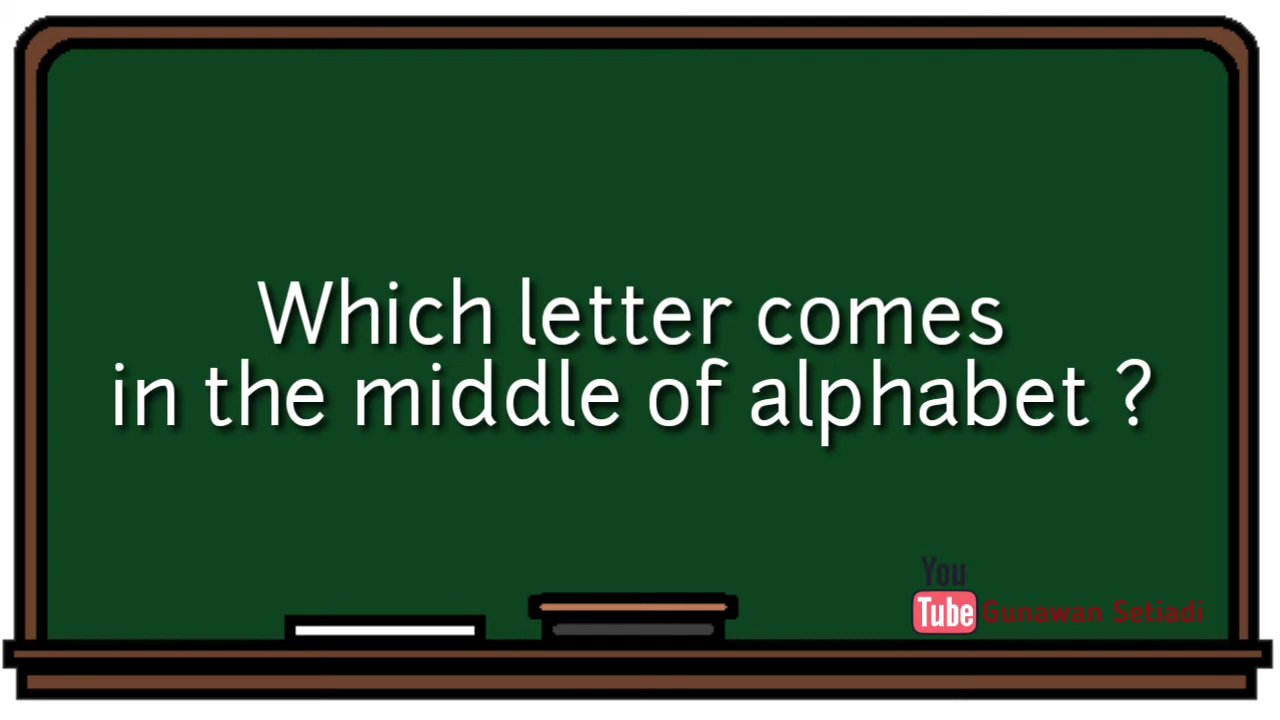 Which letter comes
in the middle of alphabet ?
You
Tube Gunawan Setiadi